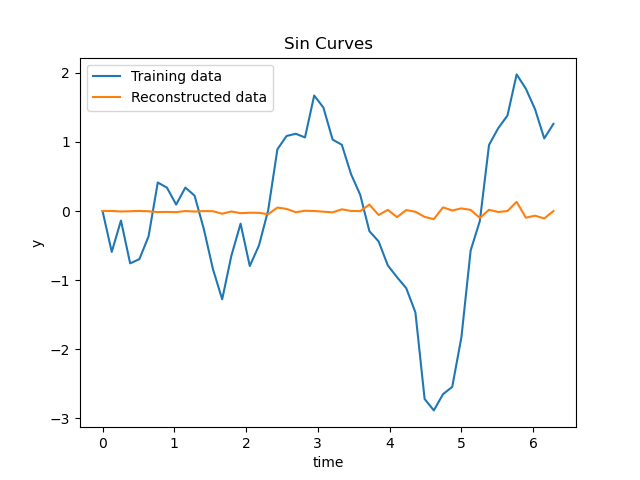 Sin Curves
Training data
Reconstructed data
2
1
0
−1
−2
−3
y
0 1 2 3 4 5 6
time